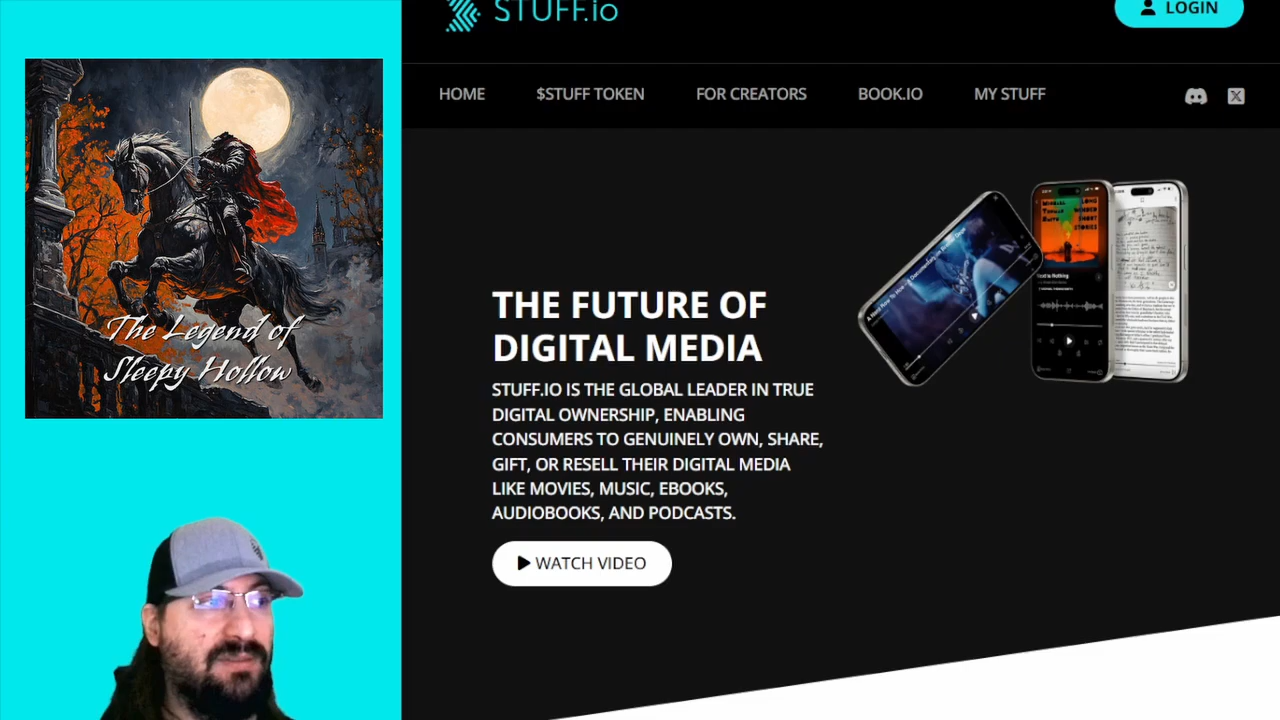 The Legend of
Sleepy Hollow
STUFF.io
LOGIN
HOME
$STUFF TOKEN
FOR CREATORS
BOOK.IO
MY STUFF
THE FUTURE OF
DIGITAL MEDIA
STUFF.IO IS THE GLOBAL LEADER IN TRUE
DIGITAL OWNERSHIP, ENABLING
CONSUMERS TO GENUINELY OWN, SHARE,
GIFT, OR RESELL THEIR DIGITAL MEDIA
LIKE MOVIES, MUSIC, EBOOKS,
AUDIOBOOKS, AND PODCASTS.
WATCH VIDEO
SHORT
STORIES